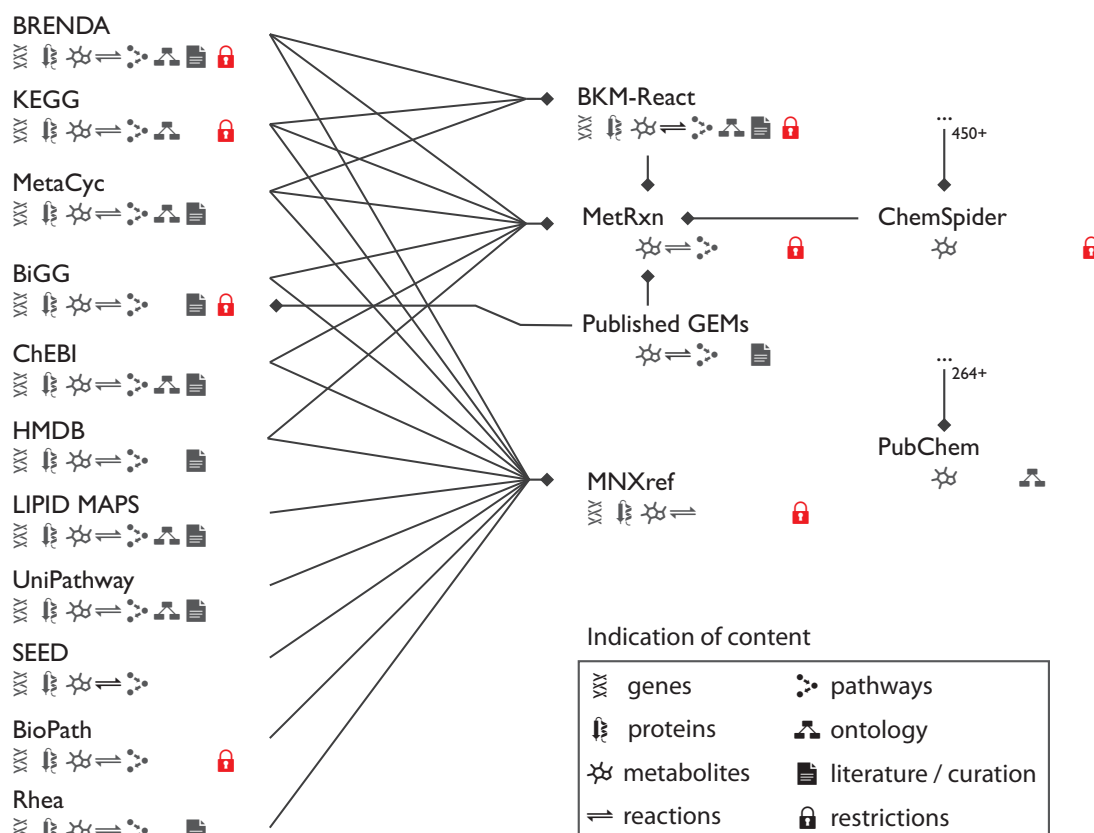 BRENDA
KEGG
MetaCyc
BiGG
ChEBI
HMDB
LIPID MAPS
UniPathway
SEED
BioPath
Rhea
BKM-React
MetRxn
Published GEMs
MNXref
...
450+
ChemSpider
...
264+
PubChem
Indication of content
genes
proteins
metabolites
reactions
pathways
ontology
literature / curation
restrictions